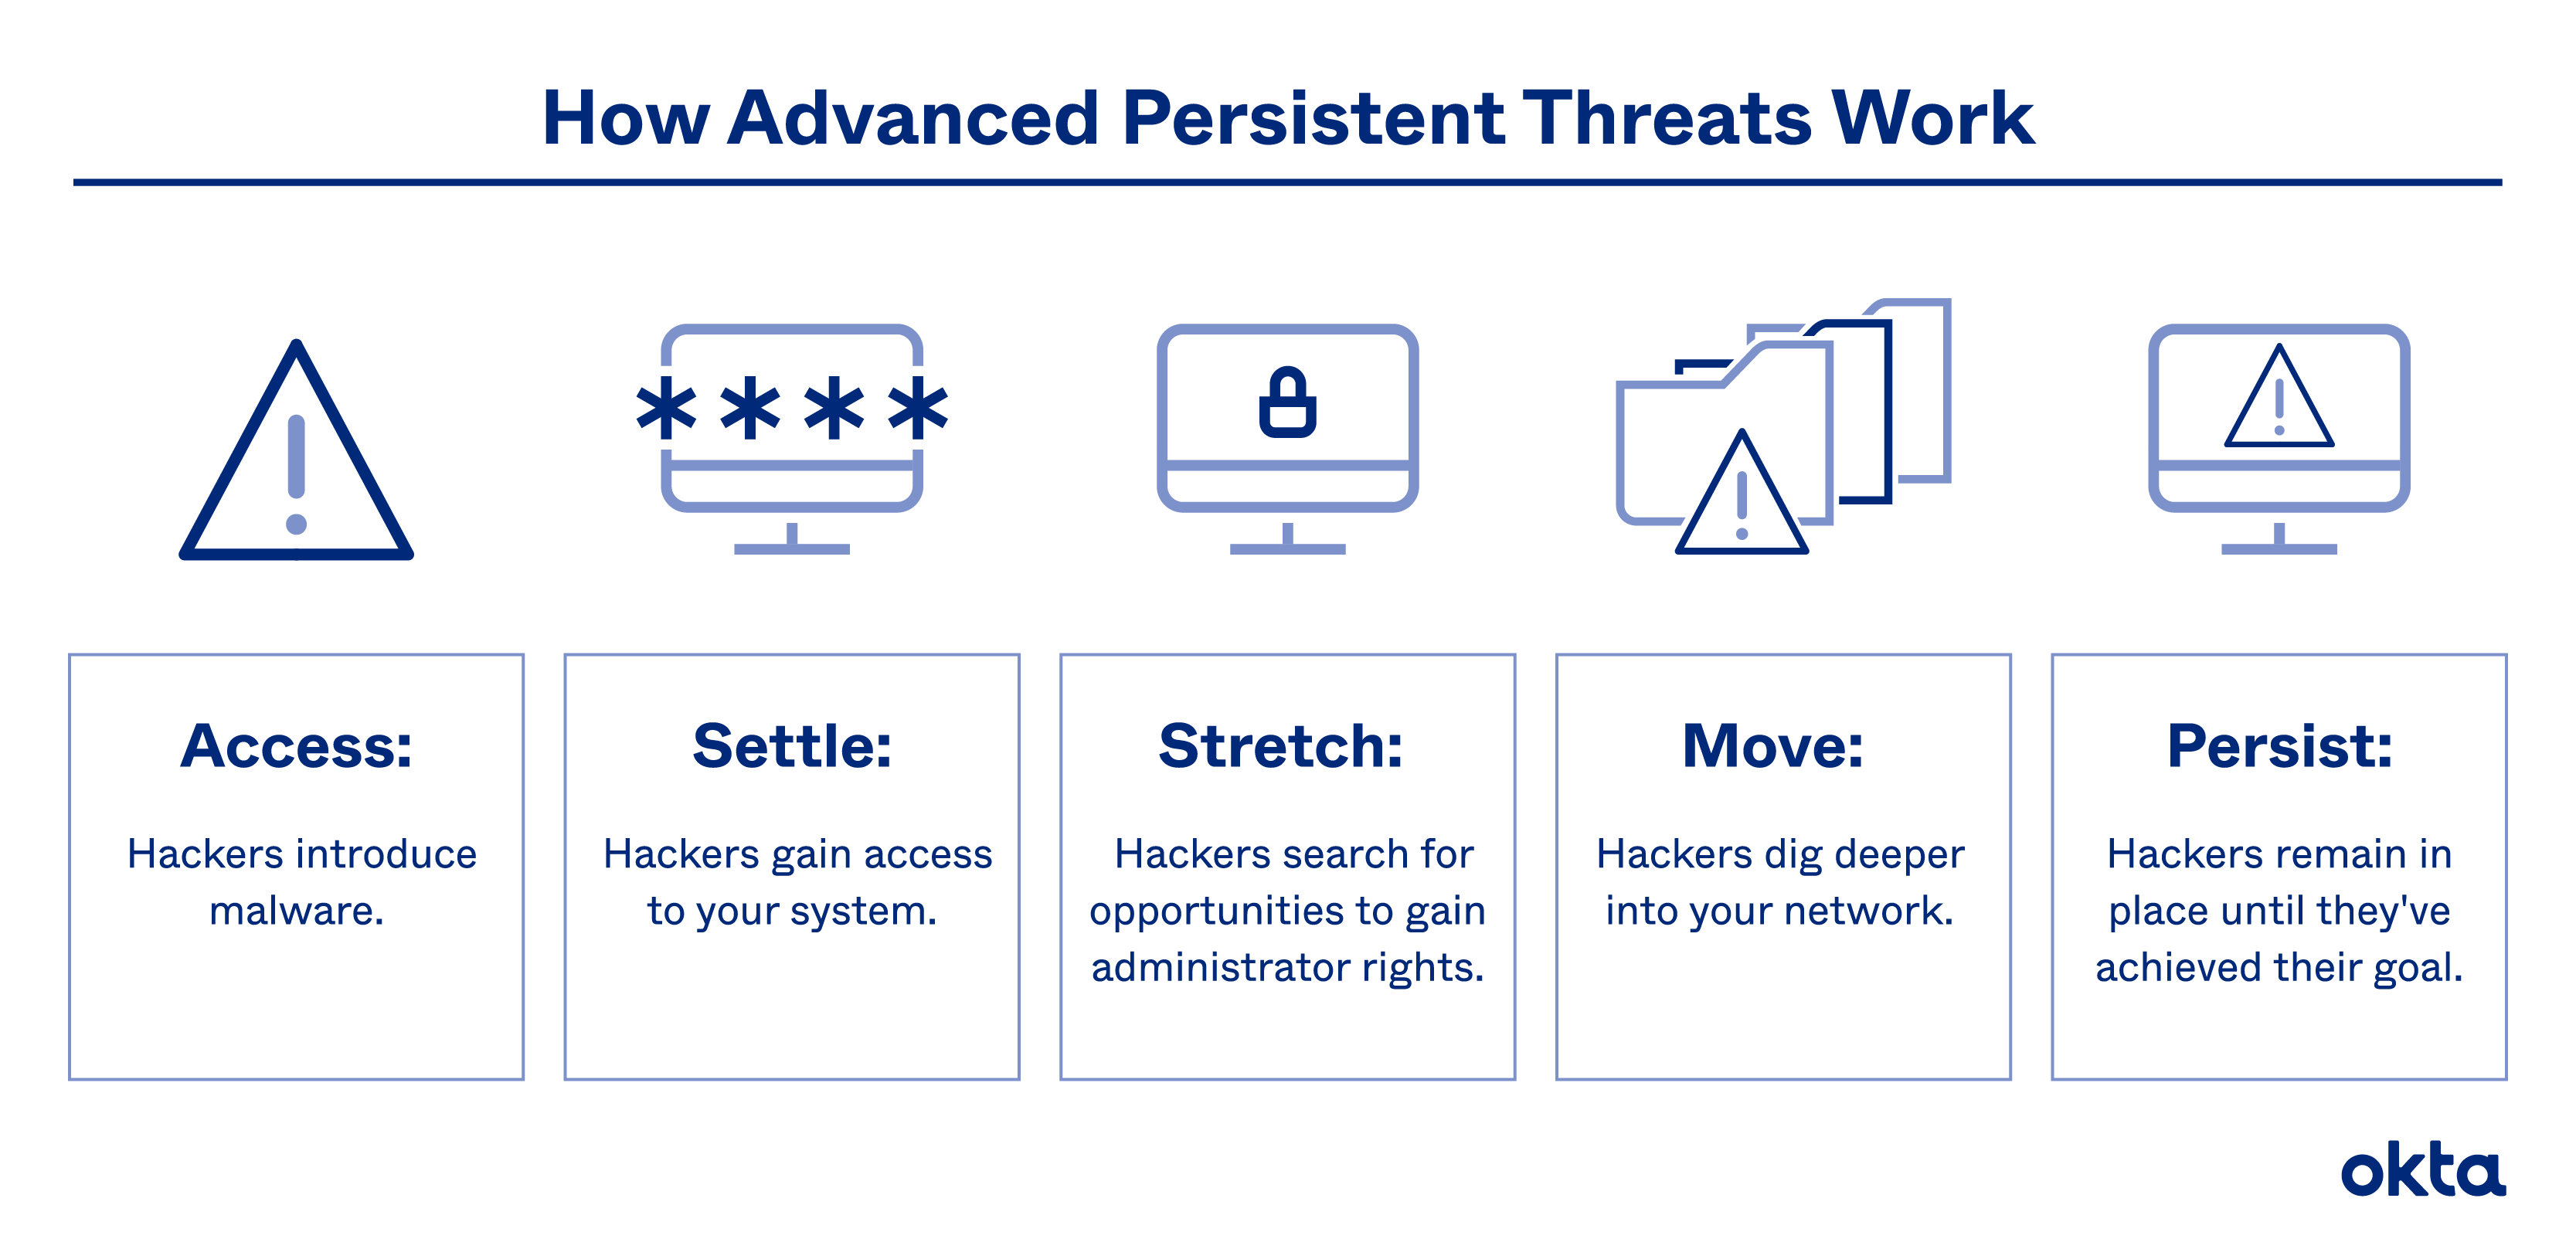 How Advanced Persistent Threats Work
****
Access:
Hackers introduce
malware.
Settle:
Hackers gain access
to your system.
Stretch:
Hackers search for
opportunities to gain
administrator rights.
Move:
Hackers dig deeper
into your network.
Persist:
Hackers remain in
place until they've
achieved their goal.
okta